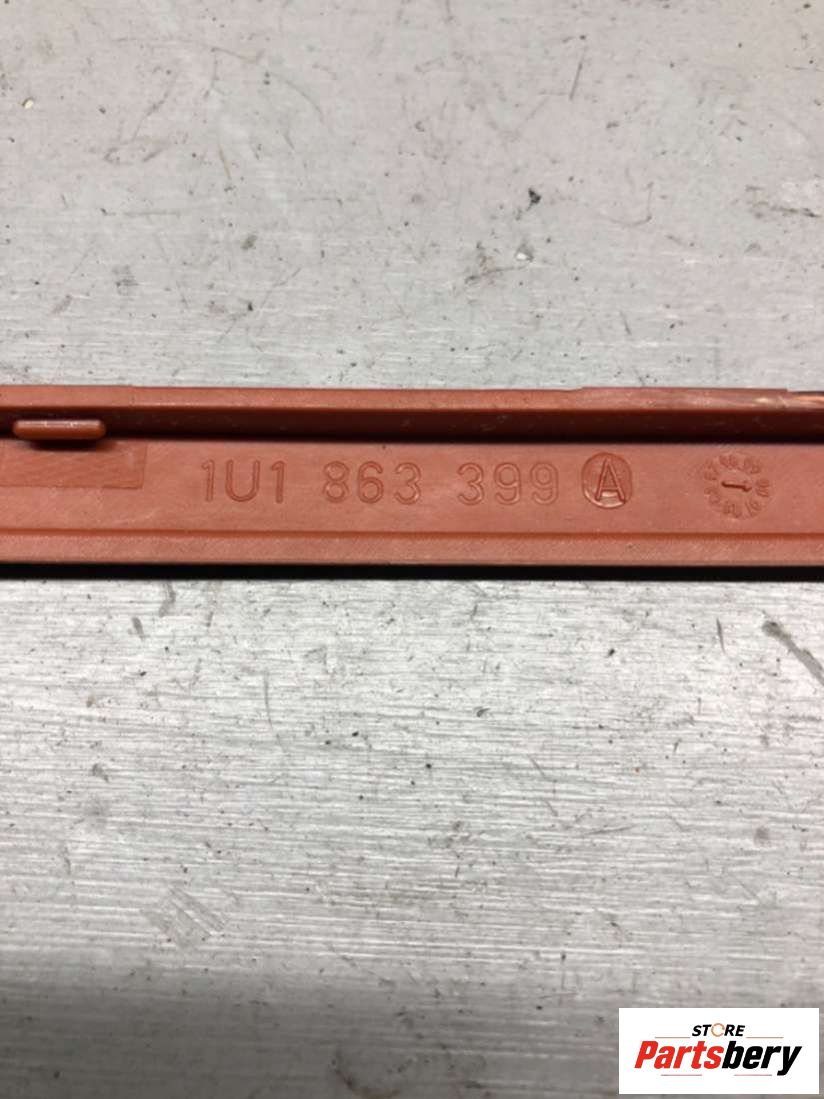 1U1 863 399 A
STORE
Partsbery